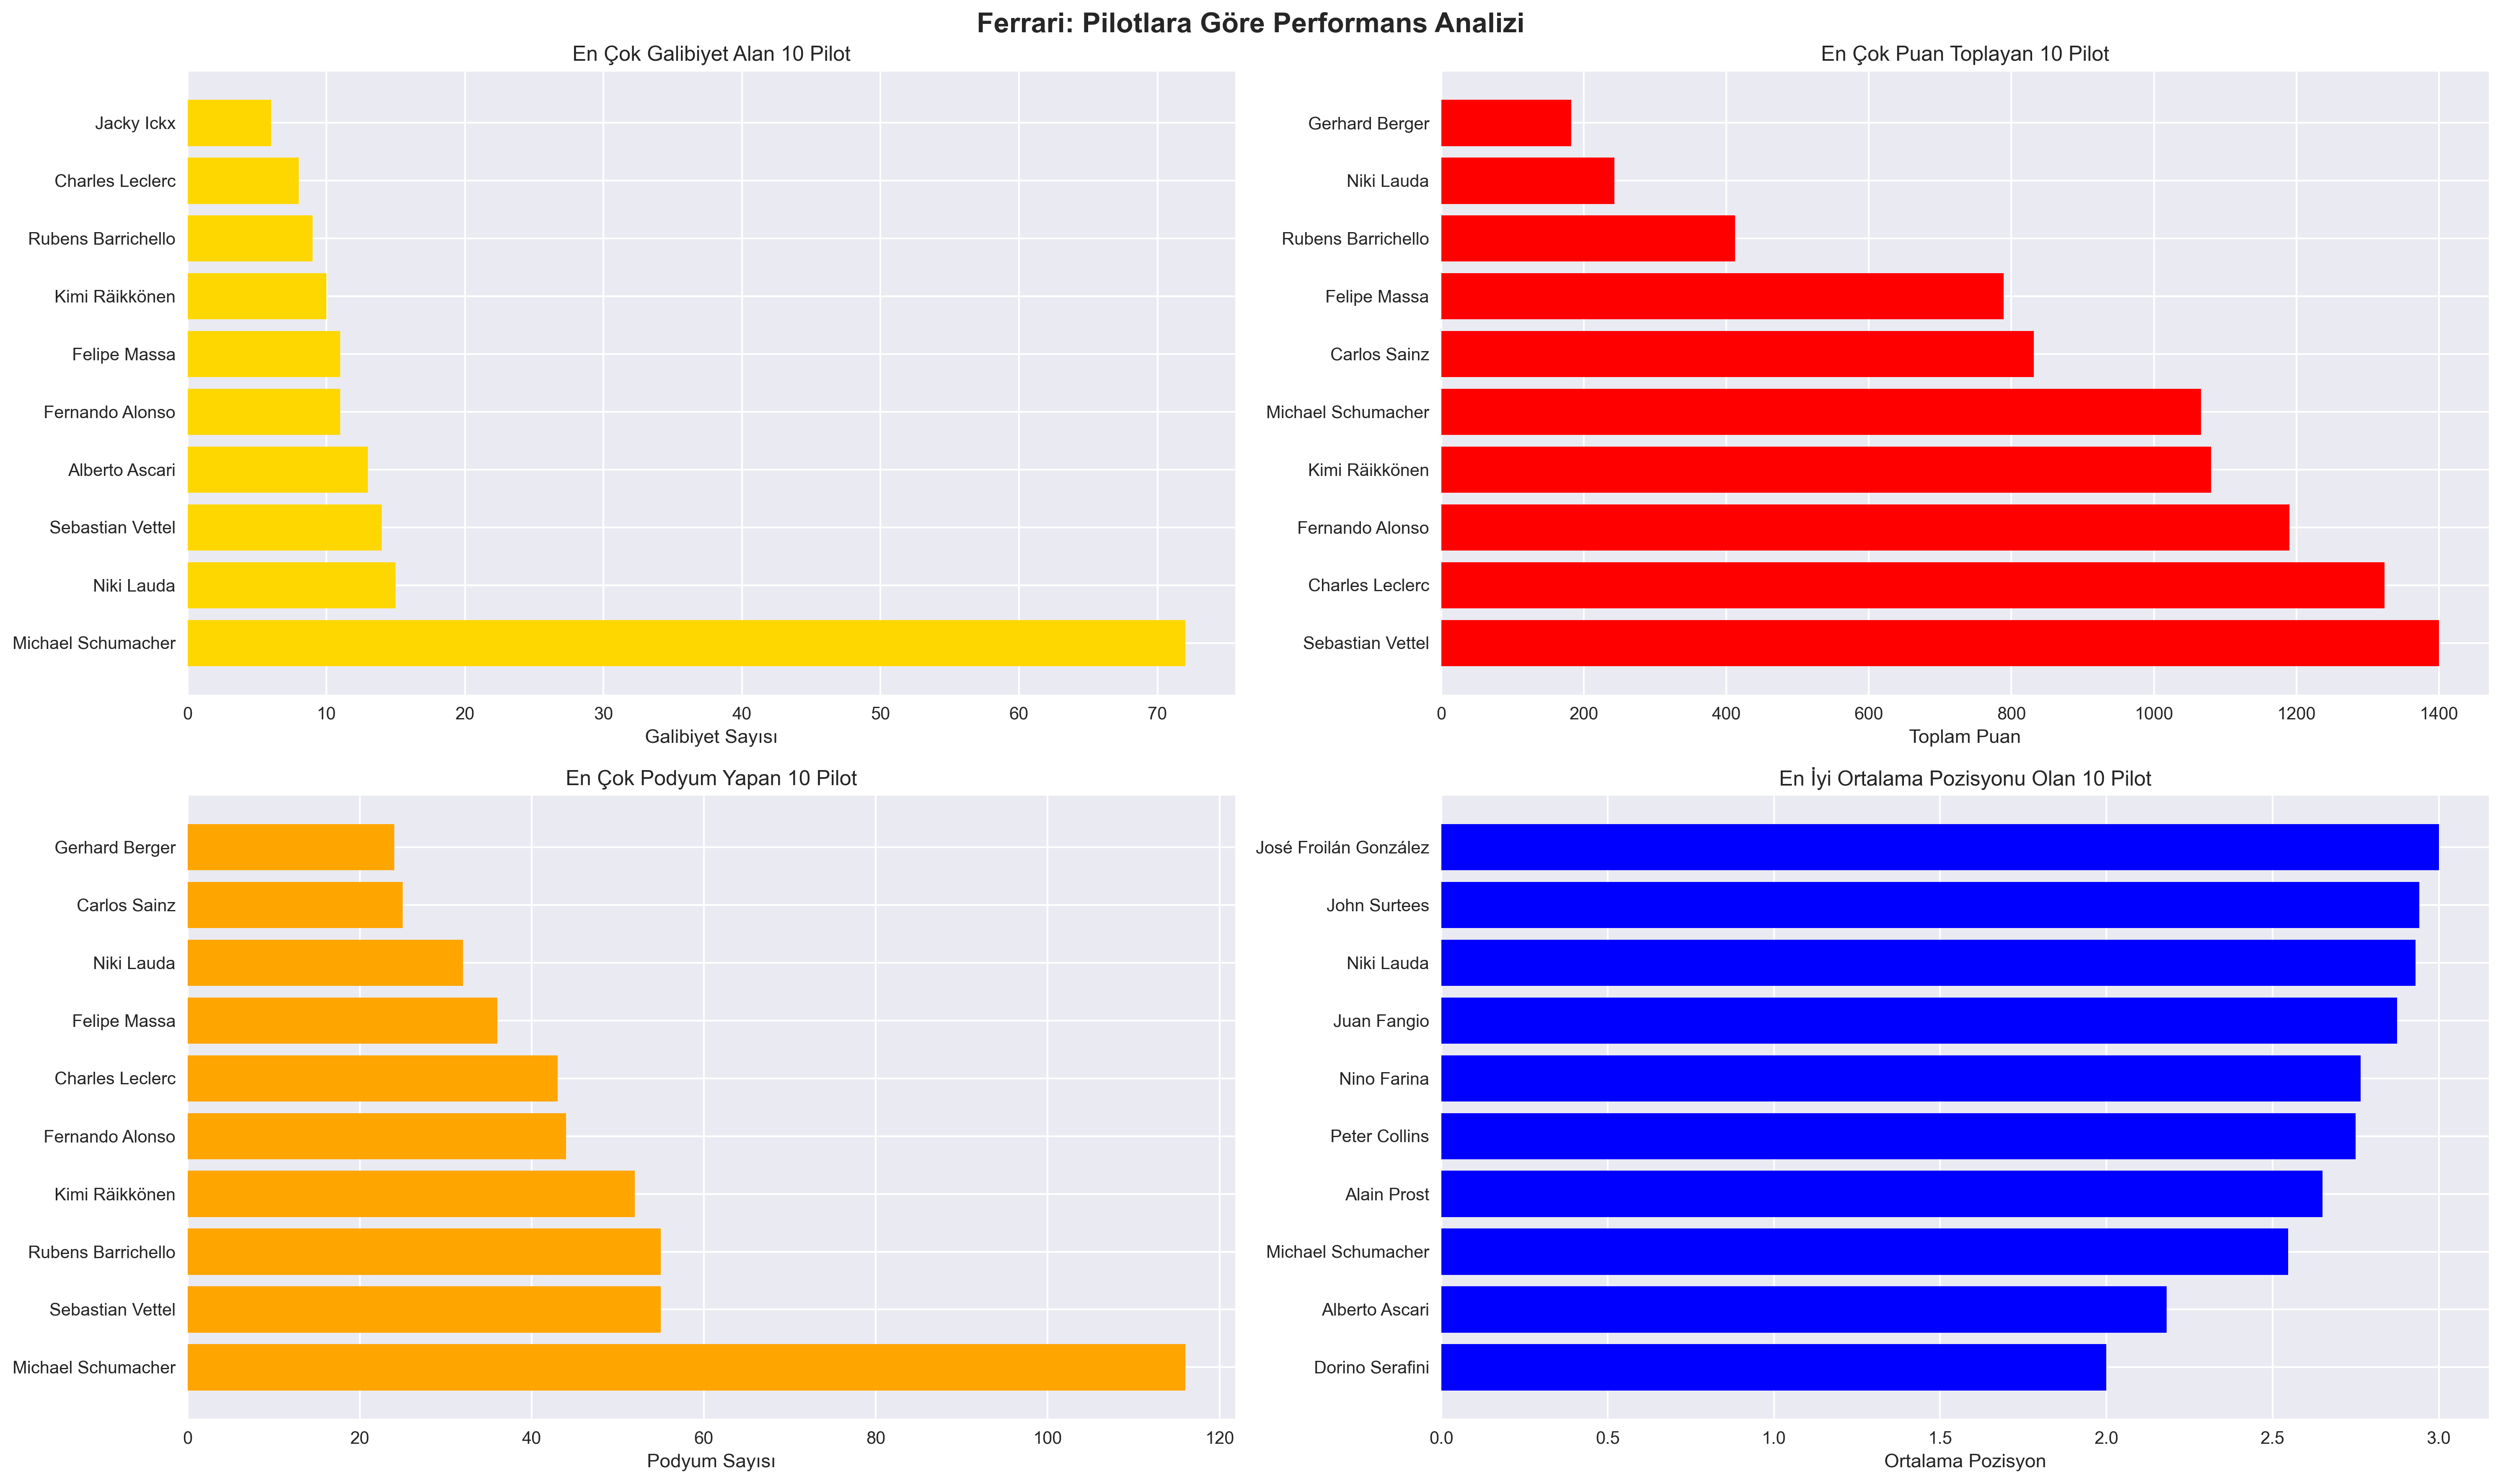 Ferrari: Pilotlara Göre Performans Analizi
En Çok Galibiyet Alan 10 Pilot
Jacky Ickx
Charles Leclerc
Rubens Barrichello
Kimi Räikkönen
Felipe Massa
Fernando Alonso
Alberto Ascari
Sebastian Vettel
Niki Lauda
Michael Schumacher
0 10 20 30 40 50 60 70
Galibiyet Sayısı
En Çok Puan Toplayan 10 Pilot
Gerhard Berger
Niki Lauda
Rubens Barrichello
Felipe Massa
Carlos Sainz
Michael Schumacher
Kimi Räikkönen
Fernando Alonso
Charles Leclerc
Sebastian Vettel
0 200 400 600 800 1000 1200 1400
Toplam Puan
En Çok Podyum Yapan 10 Pilot
Gerhard Berger
Carlos Sainz
Niki Lauda
Felipe Massa
Charles Leclerc
Fernando Alonso
Kimi Räikkönen
Rubens Barrichello
Sebastian Vettel
Michael Schumacher
0 20 40 60 80 100 120
Podyum Sayısı
En İyi Ortalama Pozisyonu Olan 10 Pilot
José Froilán González
John Surtees
Niki Lauda
Juan Fangio
Nino Farina
Peter Collins
Alain Prost
Michael Schumacher
Alberto Ascari
Dorino Serafini
0.0 0.5 1.0 1.5 2.0 2.5 3.0
Ortalama Pozisyon